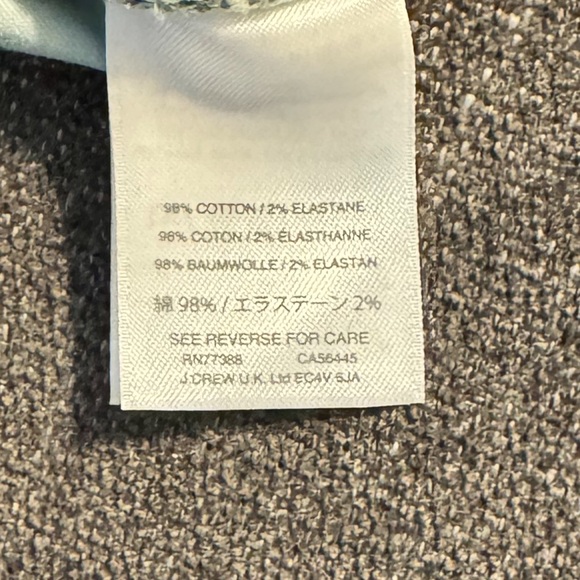 98% COTTON / 2% ELASTANE
98% COTON / 2% ÉLASTHANNE
98% BAUMWOLLE / 2% ELASTAN
綿 98% / エラステーン 2%
SEE REVERSE FOR CARE
RN77388 CA56445
J.CREW U.K. Ltd EC4V 5JA